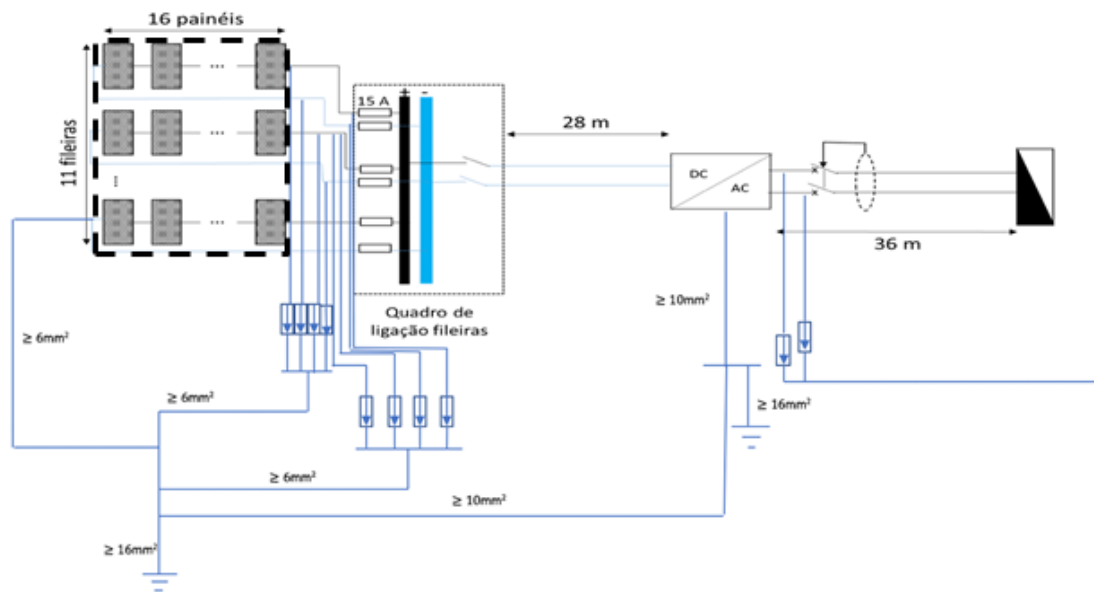 16 painéis
11 fileiras
...
...
...
...
15 A
+ -
28 m
DC
AC
36 m
Quadro de
ligação fileiras
≥ 6mm²
≥ 10mm²
≥ 6mm²
≥ 16mm²
≥ 6mm²
≥ 10mm²
≥ 16mm²